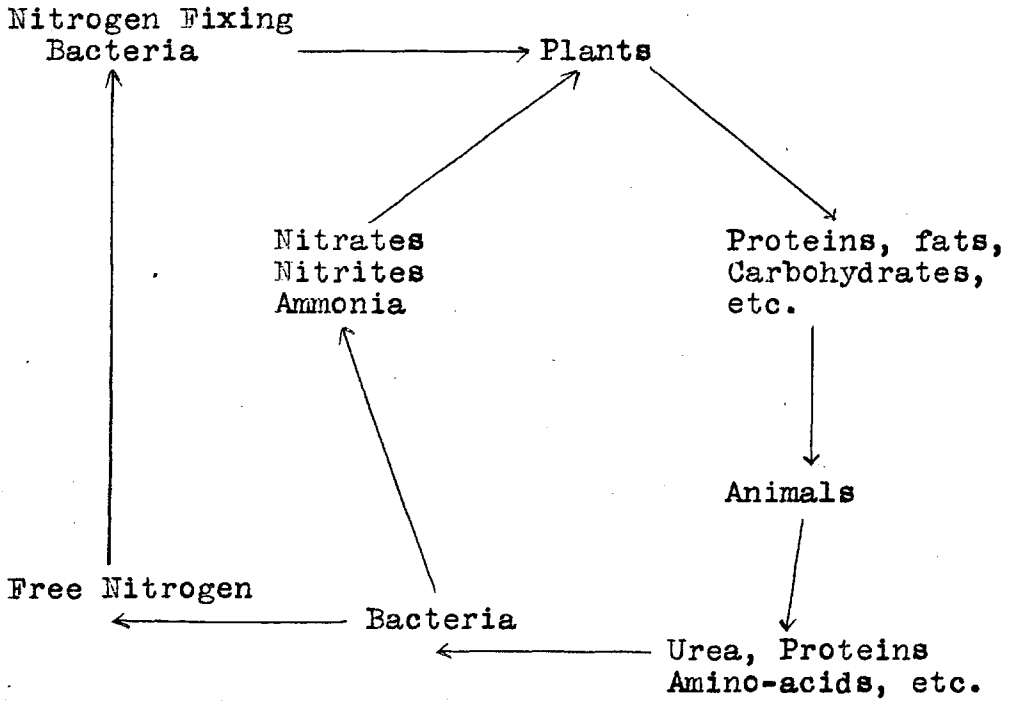 Nitrogen Fixing
Bacteria
Plants
Nitrates
Nitrites
Ammonia
Proteins, fats,
Carbohydrates,
etc.
Animals
Free Nitrogen
Bacteria
Urea, Proteins
Amino-acids, etc.